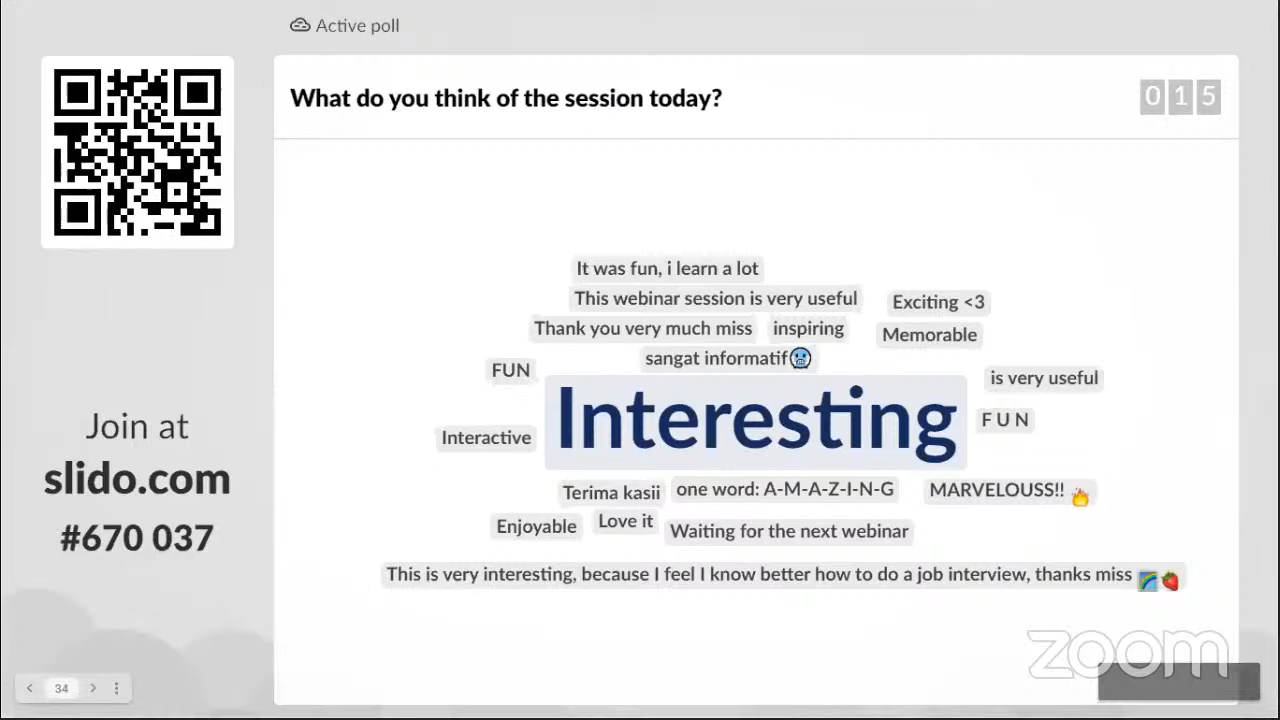 Active poll
What do you think of the session today?
015
It was fun, i learn a lot
This webinar session is very useful
Exciting <3
Thank you very much miss
inspiring
Memorable
sangat informatif🥶
FUN
is very useful
Interesting
F U N
Interactive
Terima kasii
one word: A-M-A-Z-I-N-G
MARVELOUSS!! 🔥
Enjoyable
Love it
Waiting for the next webinar
This is very interesting, because I feel I know better how to do a job interview, thanks miss 🌈🍓
Join at
slido.com
#670 037
34
zoom